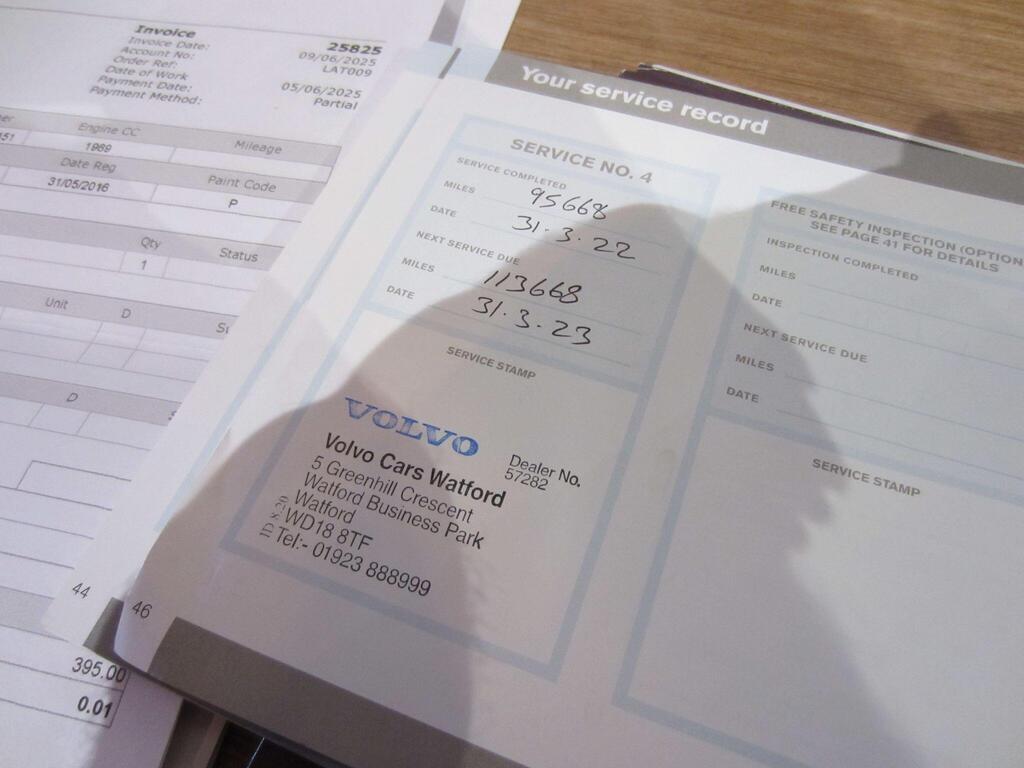 Invoice 25825
Invoice Date: 09/06/2025
Account No: LAT009
Order Ref:
Date of Work 05/06/2025
Payment Date: Partial
Payment Method:
Engine CC Mileage
1969
Date Reg Paint Code
31/05/2016 P
Qty Status
1
Unit D
D
395.00
0.01
44
Your service record
SERVICE NO. 4
SERVICE COMPLETED
MILES 95668
DATE 31.3.22
NEXT SERVICE DUE
MILES 113668
DATE 31.3.23
SERVICE STAMP
VOLVO
Volvo Cars Watford Dealer No.
5 Greenhill Crescent 57282
Watford Business Park
Watford
WD18 8TF
Tel:- 01923 888999
46
FREE SAFETY INSPECTION (OPTION
SEE PAGE 41 FOR DETAILS
INSPECTION COMPLETED
MILES
DATE
NEXT SERVICE DUE
MILES
DATE
SERVICE STAMP